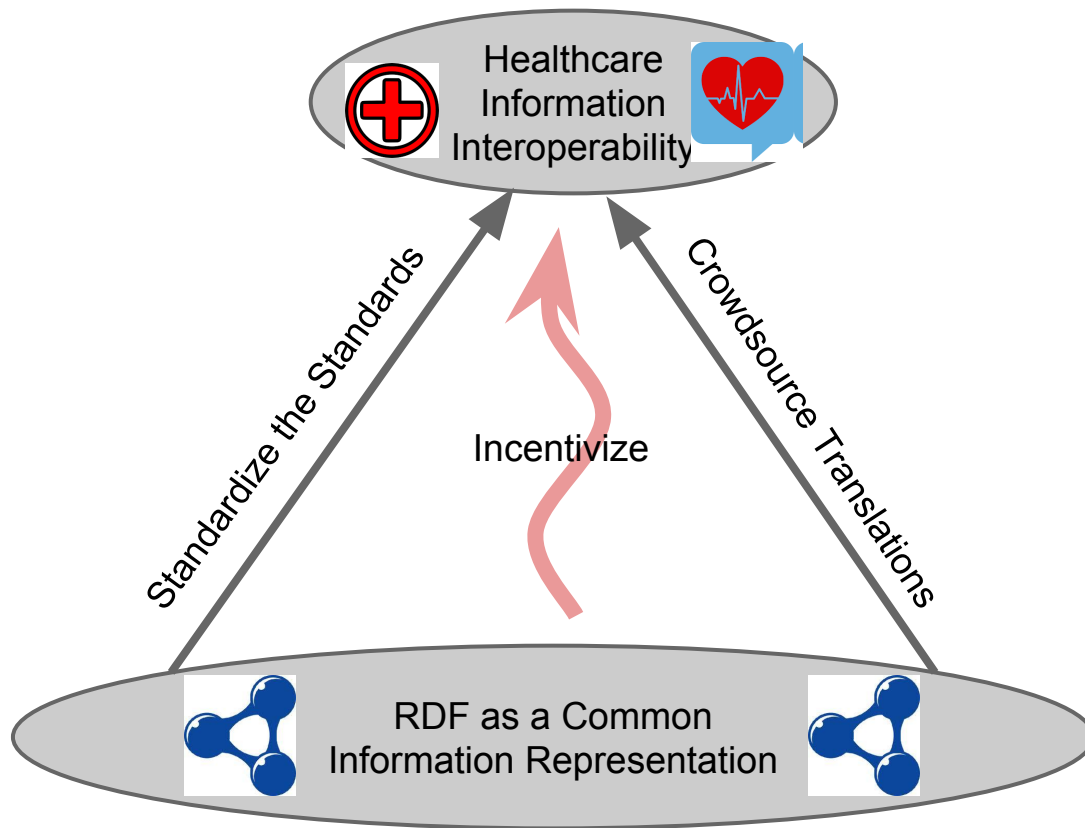 Healthcare
Information
Interoperability
Standardize the Standards
Incentivize
Crowdsource Translations
RDF as a Common
Information Representation